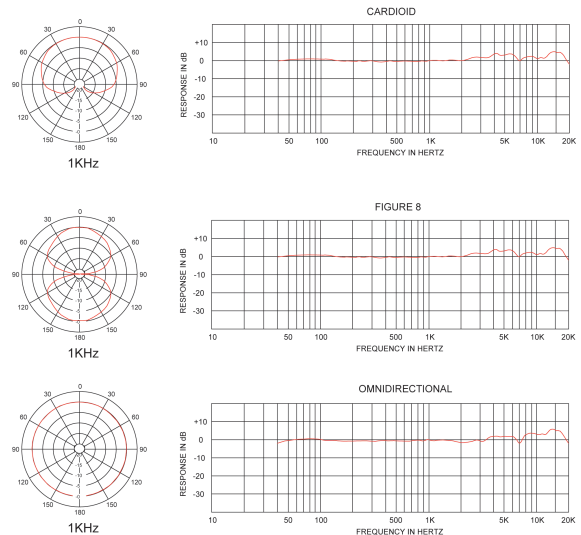 CARDIOID
0
30
30
60
60
90
90
120
120
150
150
180
1KHz
RESPONSE IN dB
+10
0
-10
-20
-30
10
50
100
500
1K
5K
10K
20K
FREQUENCY IN HERTZ
FIGURE 8
0
30
30
60
60
90
90
120
120
150
150
180
1KHz
RESPONSE IN dB
+10
0
-10
-20
-30
10
50
100
500
1K
5K
10K
20K
FREQUENCY IN HERTZ
OMNIDIRECTIONAL
0
30
30
60
60
90
90
120
120
150
150
180
1KHz
RESPONSE IN dB
+10
0
-10
-20
-30
10
50
100
500
1K
5K
10K
20K
FREQUENCY IN HERTZ